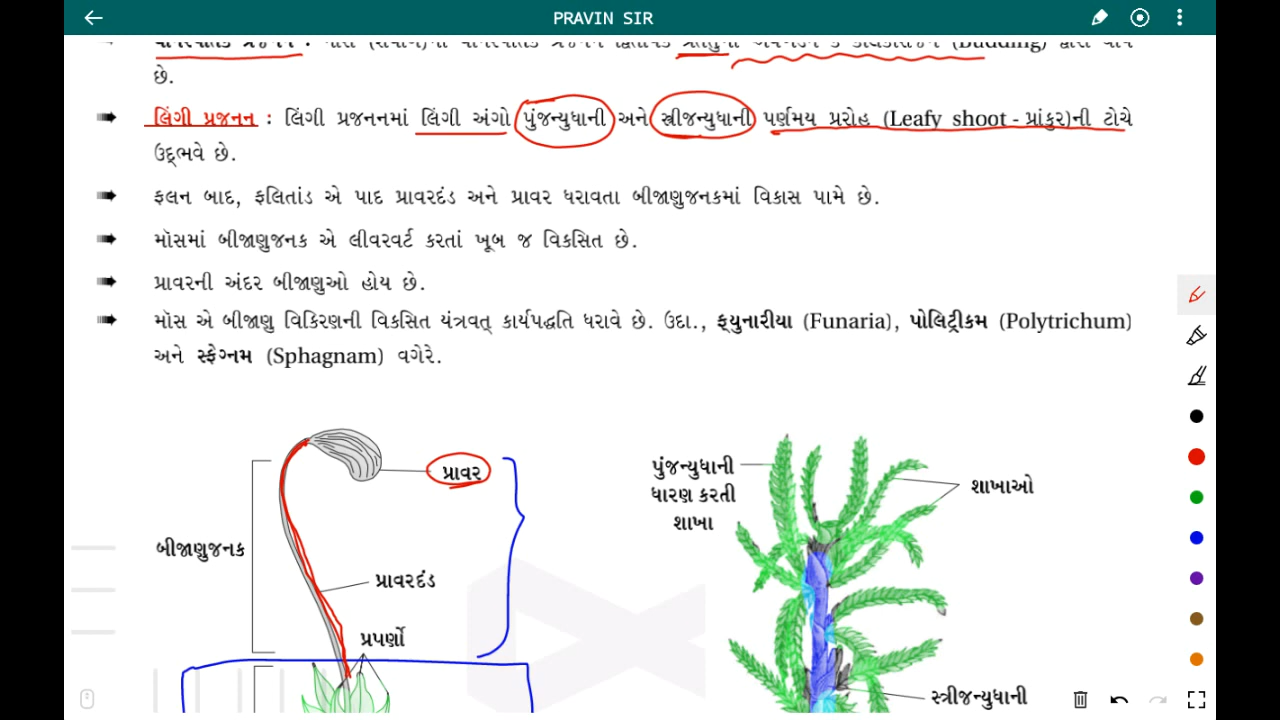 PRAVIN SIR
(Budding) દ્વારા થાય
છે.
લિંગી પ્રજનન : લિંગી પ્રજનનમાં લિંગી અંગો પુંજન્યુધાની અને સ્ત્રીજન્યુધાની પર્ણમય પ્રરોહ (Leafy shoot - પ્રાંકુર)ની ટોચે
ઉદ્ભવે છે.
ફલન બાદ, ફલિતાંડ એ પાદ પ્રાવરદંડ અને પ્રાવર ધરાવતા બીજાણુજનકમાં વિકાસ પામે છે.
મૉસમાં બીજાણુજનક એ લીવરવર્ટ કરતાં ખૂબ જ વિકસિત છે.
પ્રાવરની અંદર બીજાણુઓ હોય છે.
મૉસ એ બીજાણુ વિકિરણની વિકસિત યંત્રવત્ કાર્યપદ્ધતિ ધરાવે છે. ઉદા., ફ્યુનારીયા (Funaria), પોલિટ્રીકમ (Polytrichum)
અને સ્ફેગ્નમ (Sphagnum) વગેરે.
પ્રાવર
બીજાણુજનક
પ્રાવરદંડ
પ્રપર્ણો
પુંજન્યુધાની
ધારણ કરતી
શાખા
શાખાઓ
સ્ત્રીજન્યુધાની